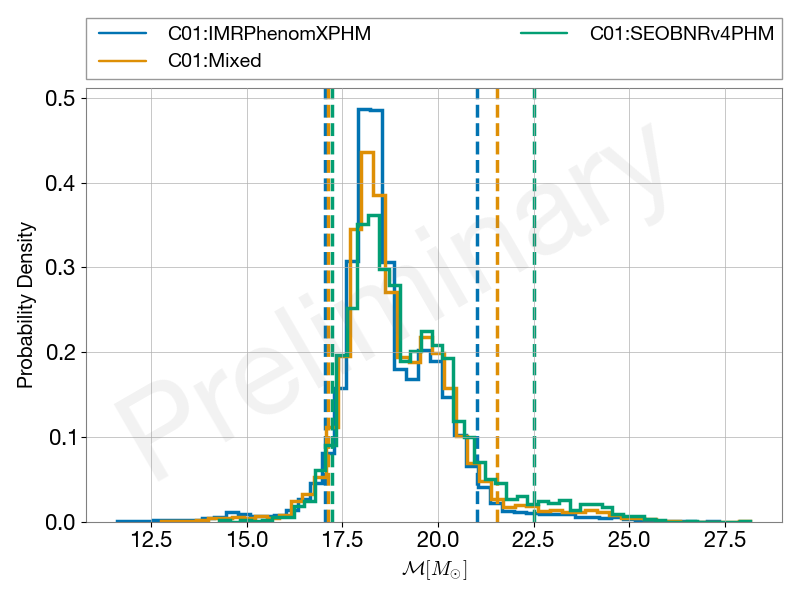 C01:IMRPhenomXPHM
C01:Mixed
C01:SEOBNRv4PHM
Preliminary
Probability Density
0.5
0.4
0.3
0.2
0.1
0.0
12.5 15.0 17.5 20.0 22.5 25.0 27.5
ℳ[M⊙]